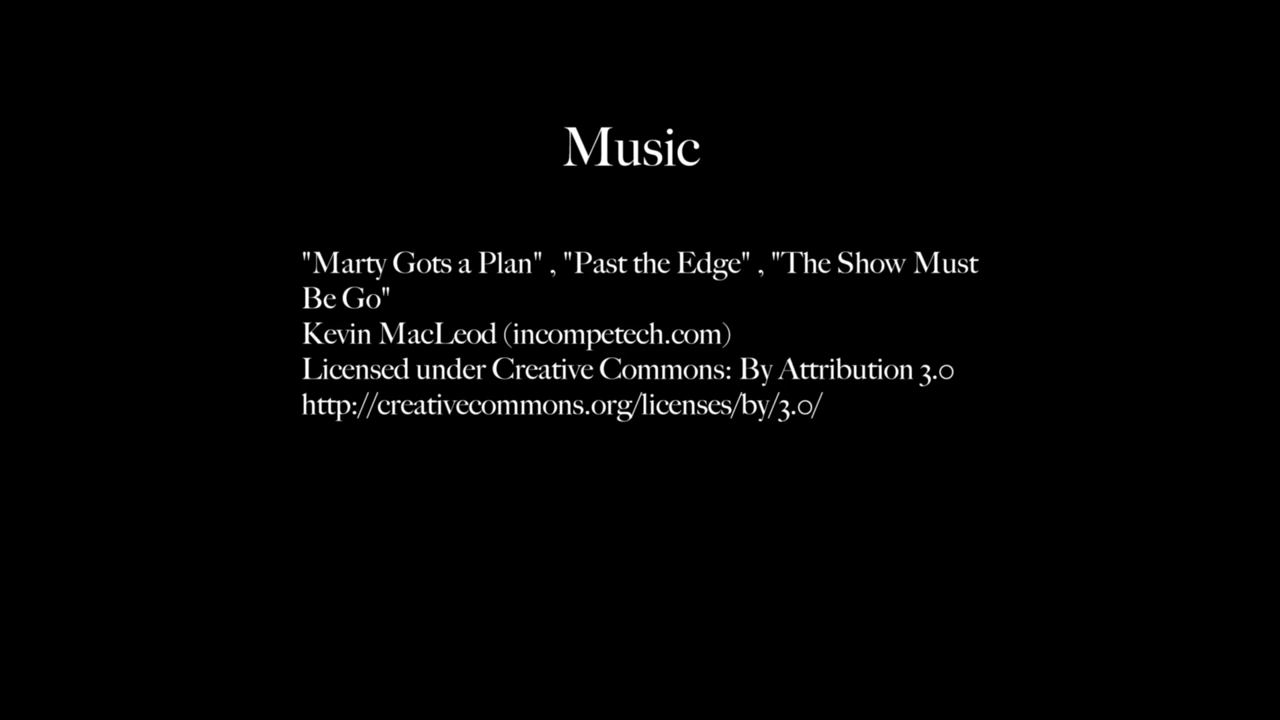 Music
"Marty Gots a Plan" , "Past the Edge" , "The Show Must
Be Go"
Kevin MacLeod (incompetech.com)
Licensed under Creative Commons: By Attribution 3.0
http://creativecommons.org/licenses/by/3.0/